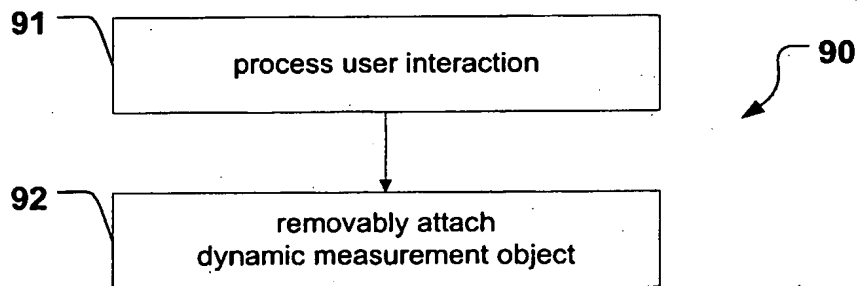 91
process user interaction
90
92
removably attach
dynamic measurement object